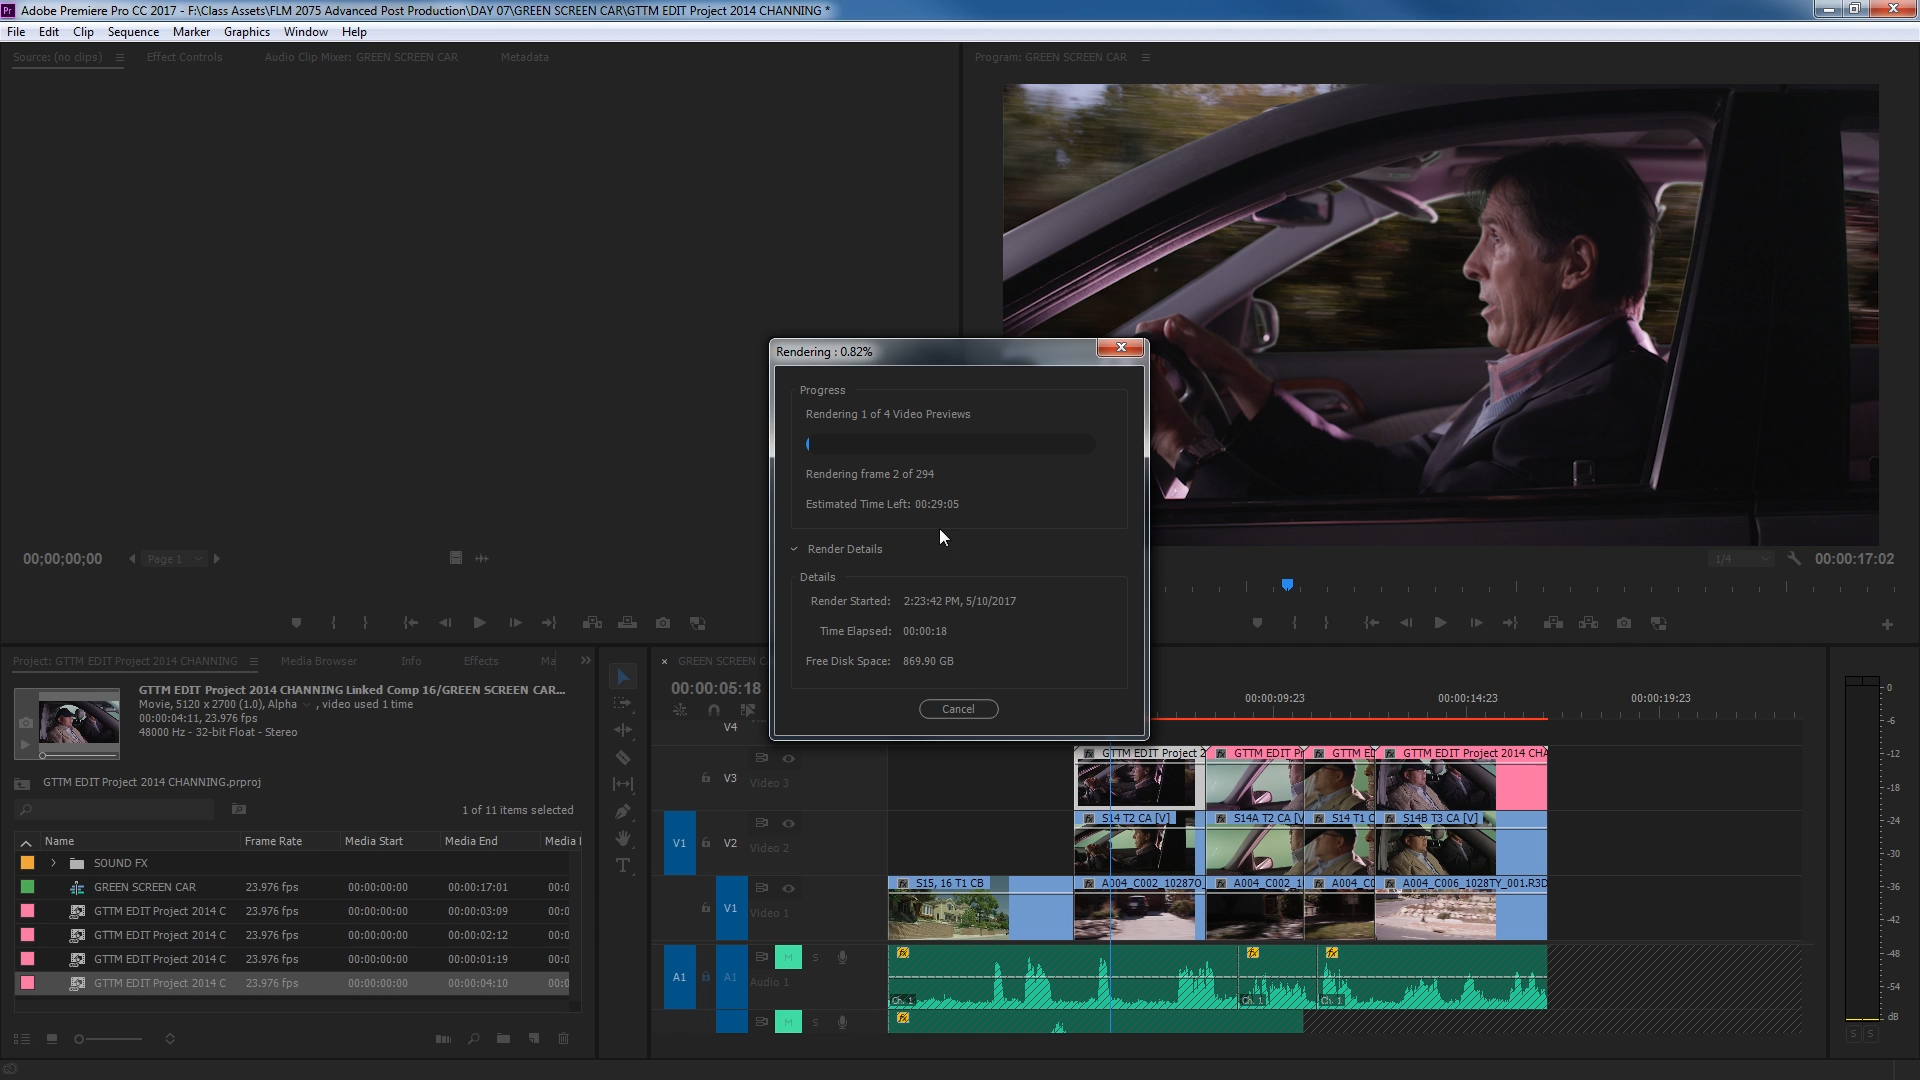 Pr Adobe Premiere Pro CC 2017 - F:\Class Assets\FLM 2075 Advanced Post Production\DAY 07\GREEN SCREEN CAR\GTTM EDIT Project 2014 CHANNING *
File Edit Clip Sequence Marker Graphics Window Help
Source: (no clips) Effect Controls Audio Clip Mixer: GREEN SCREEN CAR Metadata
Program: GREEN SCREEN CAR
Rendering : 0.82%
Progress
Rendering 1 of 4 Video Previews
Rendering frame 2 of 294
Estimated Time Left: 00:29:05
Render Details
Details
Render Started: 2:23:42 PM, 5/10/2017
Time Elapsed: 00:00:18
Free Disk Space: 869.90 GB
Cancel
00;00;00;00 Page 1
1/4 00:00:17:02
Project: GTTM EDIT Project 2014 CHANNING Media Browser Info Effects Ma
GTTM EDIT Project 2014 CHANNING Linked Comp 16/GREEN SCREEN CAR...
Movie, 5120 x 2700 (1.0), Alpha , video used 1 time
00:00:04:11, 23.976 fps
48000 Hz - 32-bit Float - Stereo
GTTM EDIT Project 2014 CHANNING.prproj
1 of 11 items selected
Name Frame Rate Media Start Media End Media I
SOUND FX
GREEN SCREEN CAR 23.976 fps 00:00:00:00 00:00:17:01 00:0
GTTM EDIT Project 2014 C 23.976 fps 00:00:00:00 00:00:03:09 00:0
GTTM EDIT Project 2014 C 23.976 fps 00:00:00:00 00:00:02:12 00:0
GTTM EDIT Project 2014 C 23.976 fps 00:00:00:00 00:00:01:19 00:0
GTTM EDIT Project 2014 C 23.976 fps 00:00:00:00 00:00:04:10 00:0
GREEN SCREEN C
00:00:05:18
00:00:09:23 00:00:14:23 00:00:19:23
V4
V3 Video 3
GTTM EDIT Project 2 GTTM EDIT Pr GTTM ED GTTM EDIT Project 2014 CHA
V1 V2 Video 2
S14 T2 CA [V] S14A T2 CA [V S14 T1 C S14B T3 CA [V]
V1 Video 1
S15, 16 T1 CB A004_C002_10287O A004_C002_1 A004_C A004_C006_1028TY_001.R3D
A1 A1 M S Audio 1
fx fx fx
Ch. 1 Ch. 1 Ch. 1
M S
fx
0
-6
-12
-18
-24
-30
-36
-42
-48
-54
dB
S S